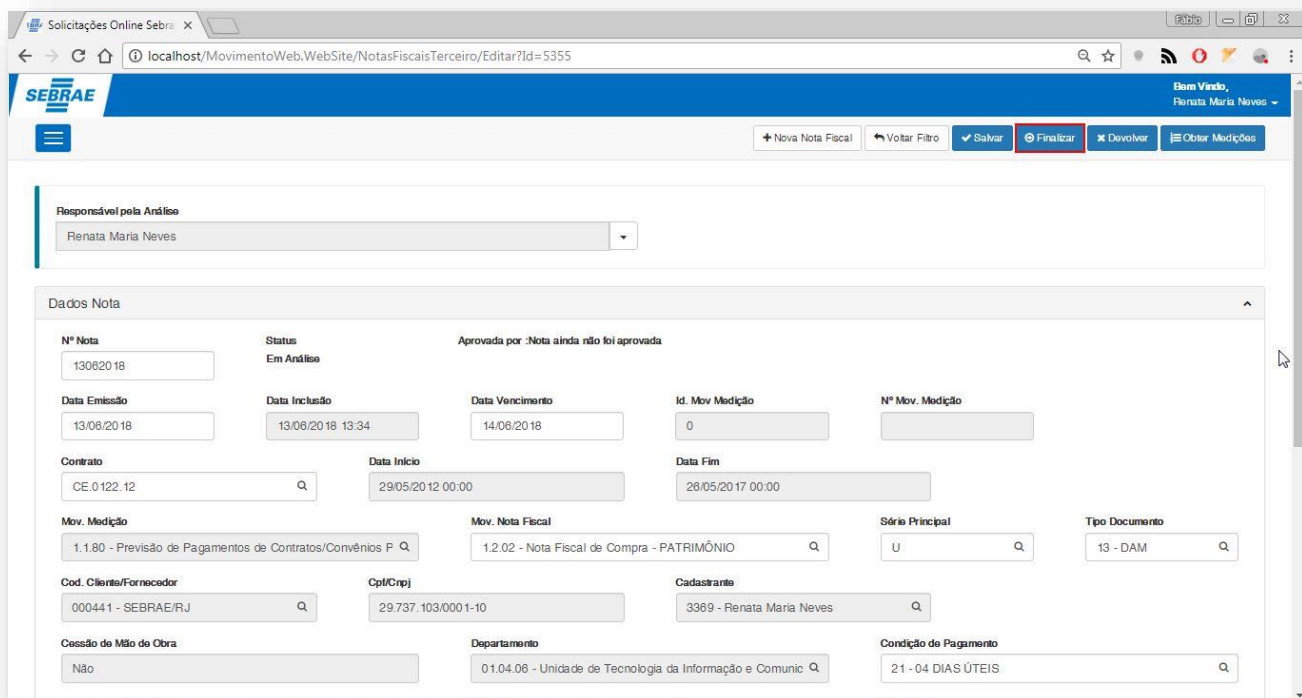 Solicitações Online Sebra
Fábio
localhost/MovimentoWeb.WebSite/NotasFiscaisTerceiro/Editar?Id=5355
SEBRAE
Bem Vindo,
Renata Maria Neves
Nova Nota Fiscal Voltar Filtro Salvar Finalizar Devolver Obter Medições
Responsável pela Análise
Renata Maria Neves
Dados Nota
Nº Nota Status Aprovada por :Nota ainda não foi aprovada
13062018 Em Análise
Data Emissão Data Inclusão Data Vencimento Id. Mov Medição Nº Mov. Medição
13/06/2018 13/06/2018 13:34 14/06/2018 0
Contrato Data Início Data Fim
CE.0122.12 29/05/2012 00:00 26/05/2017 00:00
Mov. Medição Mov. Nota Fiscal Série Principal Tipo Documento
1.1.80 - Previsão de Pagamentos de Contratos/Convênios P 1.2.02 - Nota Fiscal de Compra - PATRIMÔNIO U 13 - DAM
Cod. Cliente/Fornecedor Cpf/Cnpj Cadastrante
000441 - SEBRAE/RJ 29.737.103/0001-10 3369 - Renata Maria Neves
Cessão de Mão de Obra Departamento Condição de Pagamento
Não 01.04.06 - Unidade de Tecnologia da Informação e Comunic 21 - 04 DIAS ÚTEIS